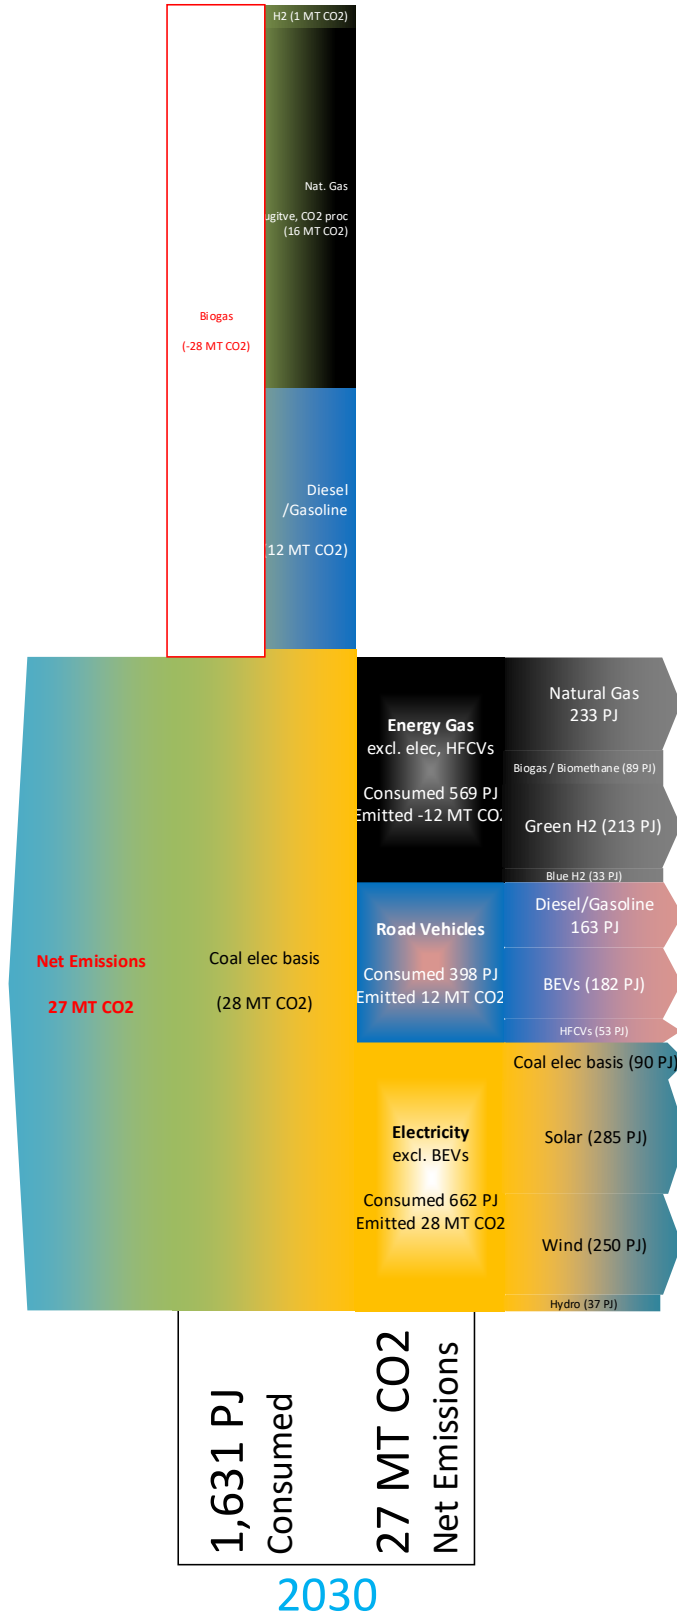 H2 (1 MT CO2)
Nat. Gas
ugitve, CO2 proc
(16 MT CO2)
Biogas
(-28 MT CO2)
Diesel
/Gasoline
(12 MT CO2)
Energy Gas
excl. elec, HFCVs
Consumed 569 PJ
Emitted -12 MT CO2
Natural Gas
233 PJ
Biogas / Biomethane (89 PJ)
Green H2 (213 PJ)
Blue H2 (33 PJ)
Road Vehicles
Consumed 398 PJ
Emitted 12 MT CO2
Diesel/Gasoline
163 PJ
BEVs (182 PJ)
HFCVs (53 PJ)
Net Emissions
27 MT CO2
Coal elec basis
(28 MT CO2)
Electricity
excl. BEVs
Consumed 662 PJ
Emitted 28 MT CO2
Coal elec basis (90 PJ)
Solar (285 PJ)
Wind (250 PJ)
Hydro (37 PJ)
1,631 PJ
Consumed
27 MT CO2
Net Emissions
2030